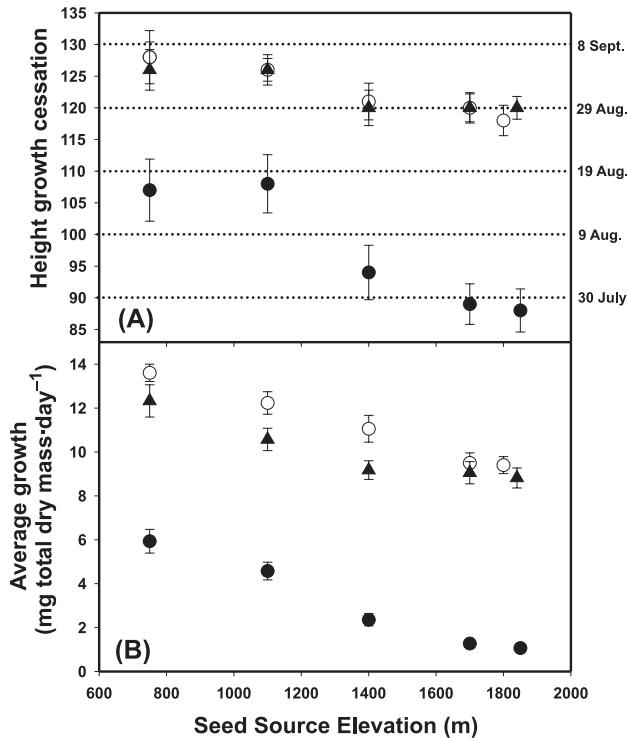 130
125
120
115
110
105
100
95
90
85
Height growth cessation
(A)
8 Sept.
29 Aug.
19 Aug.
9 Aug.
30 July
14
12
10
8
6
4
2
0
Average growth
(mg total dry mass·day⁻¹)
(B)
600 800 1000 1200 1400 1600 1800 2000
Seed Source Elevation (m)